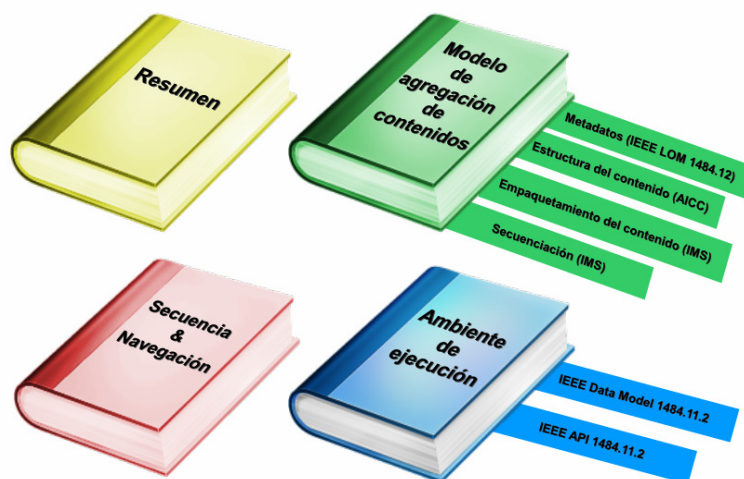 Resumen
Modelo
de
agregación
de
contenidos
Metadatos (IEEE LOM 1484.12)
Estructura del contenido (AICC)
Empaquetamiento del contenido (IMS)
Secuenciación (IMS)
Secuencia
&
Navegación
Ambiente
de
ejecución
IEEE Data Model 1484.11.2
IEEE API 1484.11.2